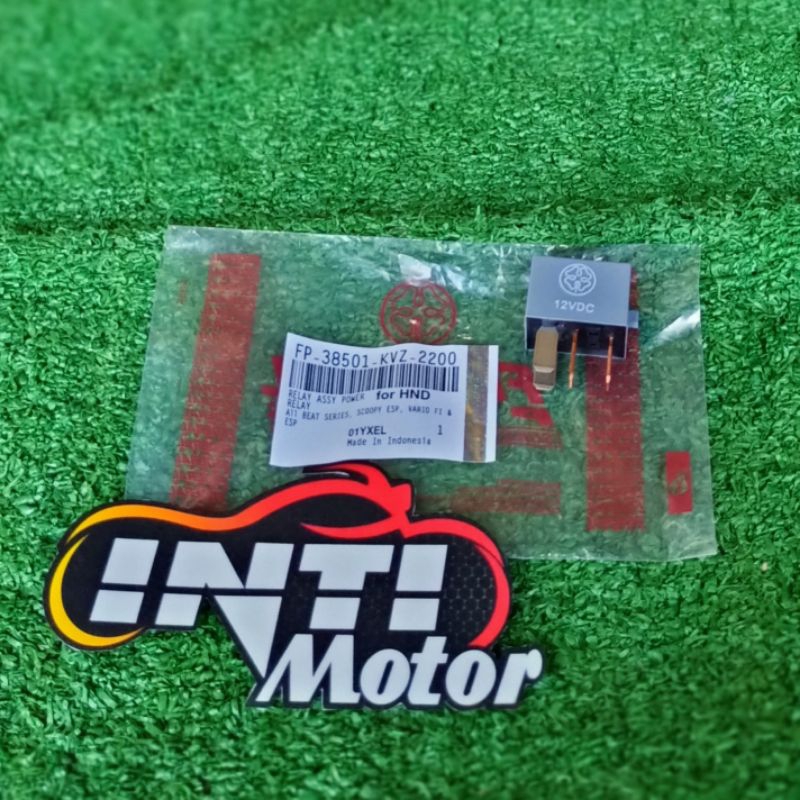 12VDC
FP-38501-KVZ-2200
RELAY ASSY POWER for HND
RELAY
All BEAT SERIES, SCOOPY ESP, VARIO FI &
ESP
01YXEL 1
Made In Indonesia
INTI
Motor